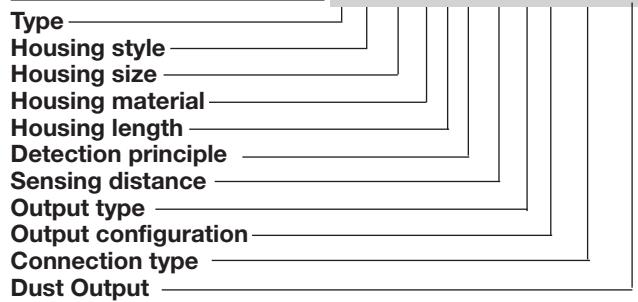 Type
Housing style
Housing size
Housing material
Housing length
Detection principle
Sensing distance
Output type
Output configuration
Connection type
Dust Output